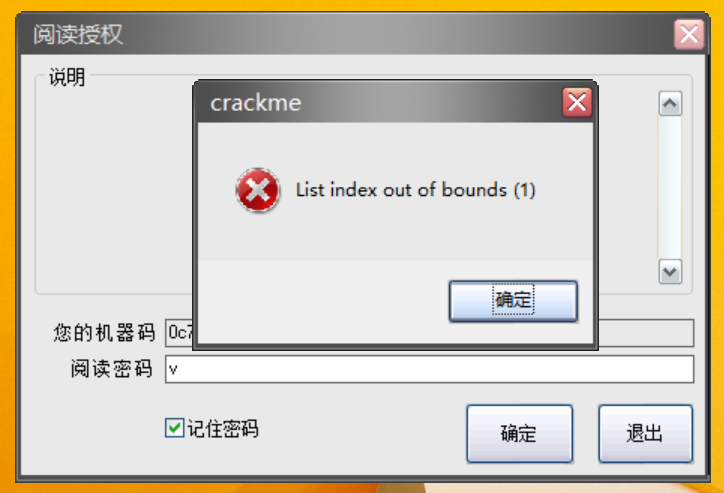 阅读授权
说明
crackme
List index out of bounds (1)
确定
您的机器码 0c7
阅读密码 v
记住密码
确定 退出